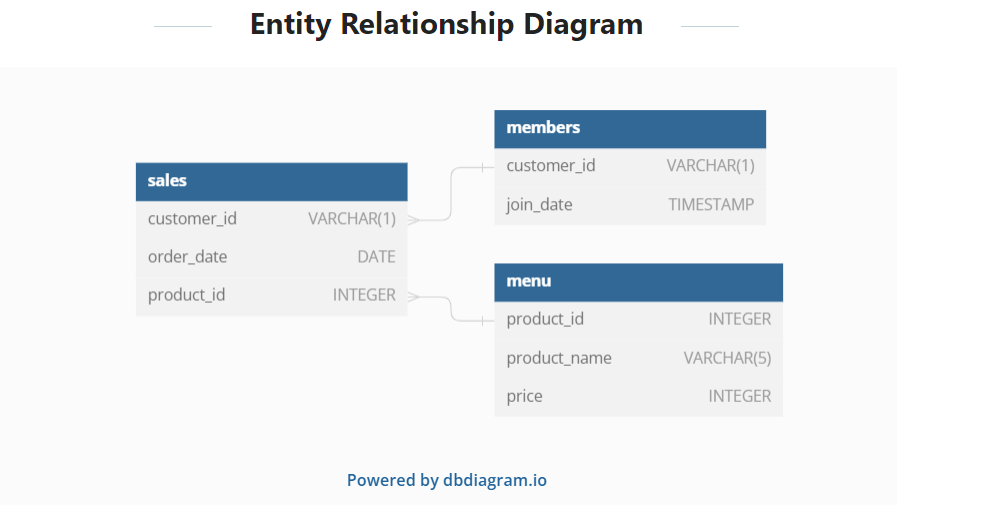 Entity Relationship Diagram
members
customer_id VARCHAR(1)
join_date TIMESTAMP
sales
customer_id VARCHAR(1)
order_date DATE
product_id INTEGER
menu
product_id INTEGER
product_name VARCHAR(5)
price INTEGER
Powered by dbdiagram.io